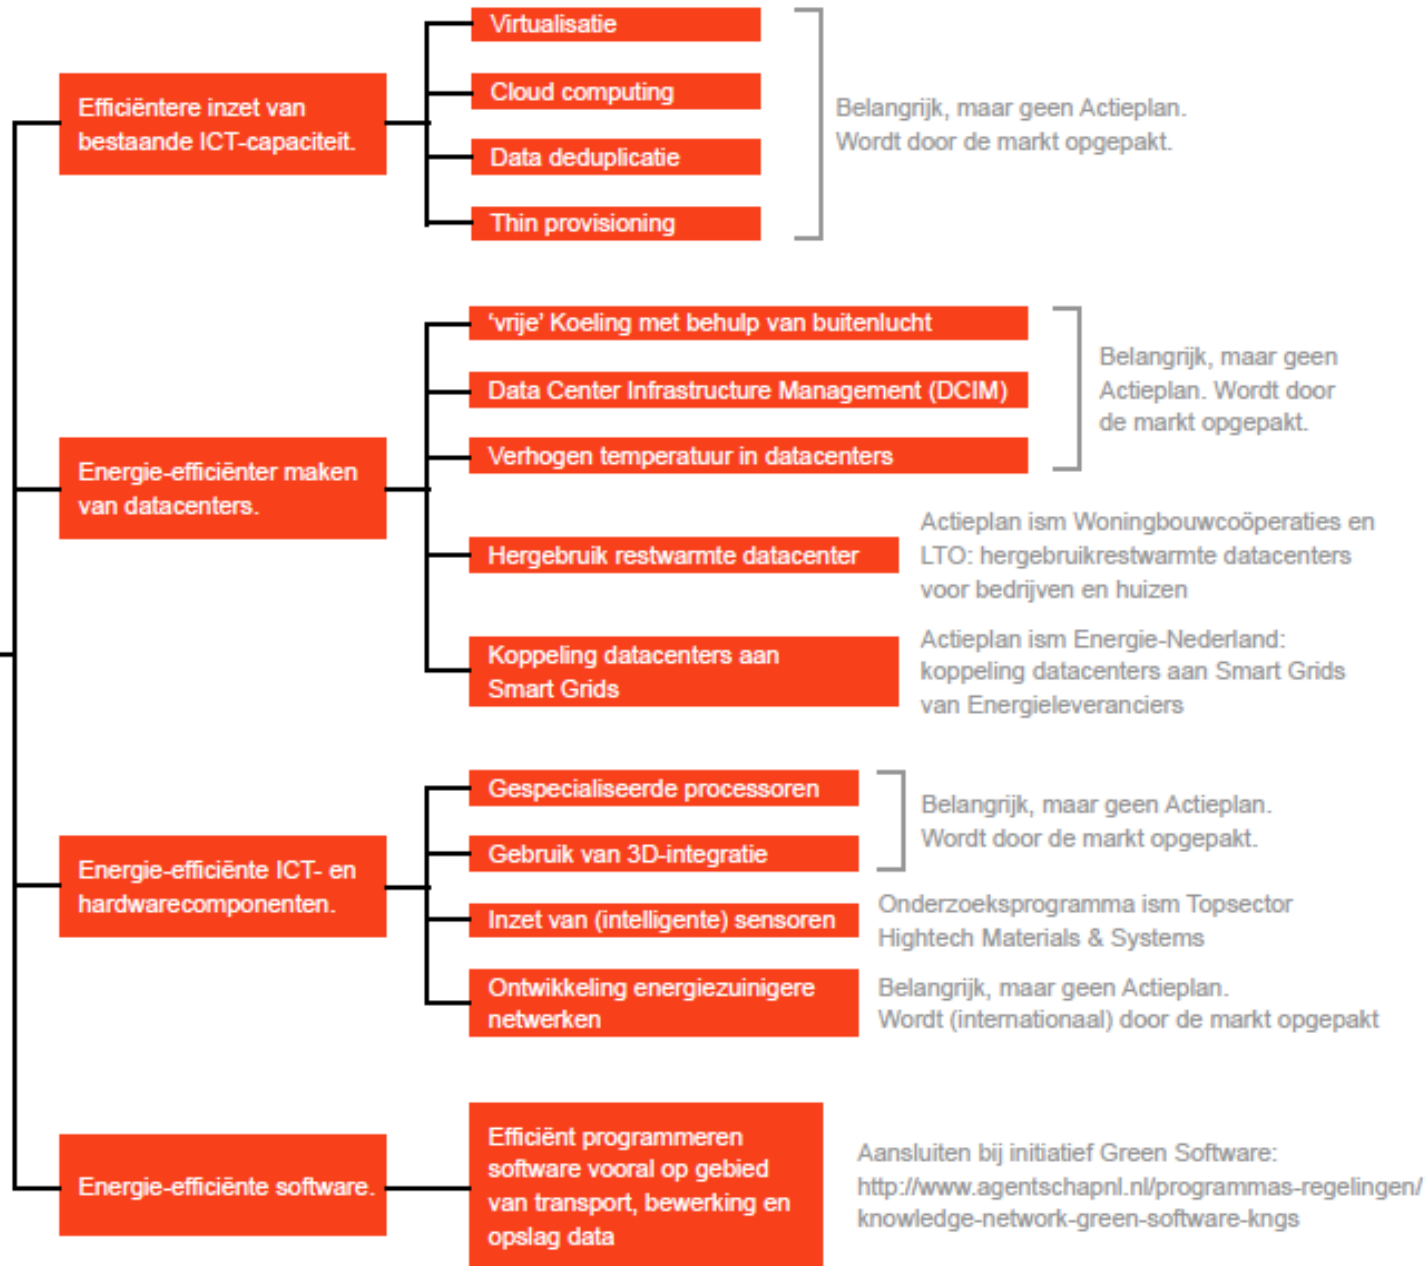 Efficiëntere inzet van
bestaande ICT-capaciteit.
Virtualisatie
Cloud computing
Data deduplicatie
Thin provisioning
Belangrijk, maar geen Actieplan.
Wordt door de markt opgepakt.
Energie-efficiënter maken
van datacenters.
‘vrije’ Koeling met behulp van buitenlucht
Data Center Infrastructure Management (DCIM)
Verhogen temperatuur in datacenters
Belangrijk, maar geen
Actieplan. Wordt door
de markt opgepakt.
Hergebruik restwarmte datacenter
Actieplan ism Woningbouwcoöperaties en
LTO: hergebruikrestwarmte datacenters
voor bedrijven en huizen
Koppeling datacenters aan
Smart Grids
Actieplan ism Energie-Nederland:
koppeling datacenters aan Smart Grids
van Energieleveranciers
Energie-efficiënte ICT- en
hardwarecomponenten.
Gespecialiseerde processoren
Gebruik van 3D-integratie
Belangrijk, maar geen Actieplan.
Wordt door de markt opgepakt.
Inzet van (intelligente) sensoren
Onderzoeksprogramma ism Topsector
Hightech Materials & Systems
Ontwikkeling energiezuinigere
netwerken
Belangrijk, maar geen Actieplan.
Wordt (internationaal) door de markt opgepakt
Energie-efficiënte software.
Efficiënt programmeren
software vooral op gebied
van transport, bewerking en
opslag data
Aansluiten bij initiatief Green Software:
http://www.agentschapnl.nl/programmas-regelingen/
knowledge-network-green-software-kngs